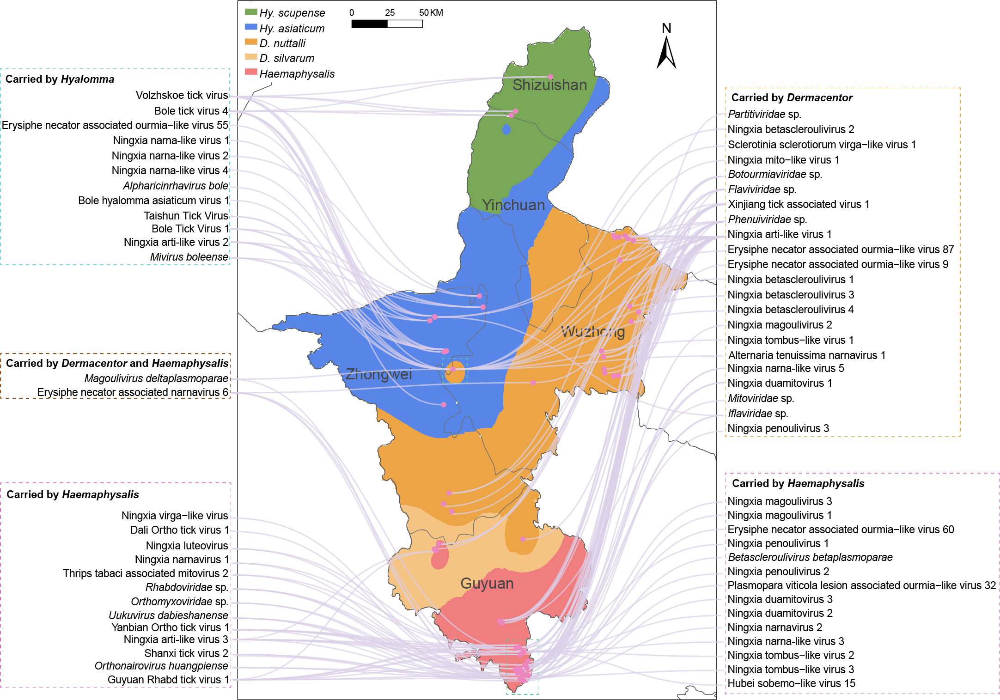 Hy. scupense
Hy. asiaticum
D. nuttalli
D. silvarum
Haemaphysalis
0 25 50 KM
N
Carried by Hyalomma
Volzhskoe tick virus
Bole tick virus 4
Erysiphe necator associated ourmia−like virus 55
Ningxia narna-like virus 1
Ningxia narna-like virus 2
Ningxia narna-like virus 4
Alpharicinrhavirus bole
Bole hyalomma asiaticum virus 1
Taishun Tick Virus
Bole Tick Virus 1
Ningxia arti-like virus 2
Mivirus boleense
Carried by Dermacentor and Haemaphysalis
Magoulivirus deltaplasmoparae
Erysiphe necator associated narnavirus 6
Carried by Haemaphysalis
Ningxia virga−like virus
Dali Ortho tick virus 1
Ningxia luteovirus
Ningxia narnavirus 1
Thrips tabaci associated mitovirus 2
Rhabdoviridae sp.
Orthomyxoviridae sp.
Uukuvirus dabieshanense
Yanbian Ortho tick virus 1
Ningxia arti−like virus 3
Shanxi tick virus 2
Orthonairovirus huangpiense
Guyuan Rhabd tick virus 1
Shizuishan
Yinchuan
Wuzhong
Zhongwei
Guyuan
Carried by Dermacentor
Partitiviridae sp.
Ningxia betascleroulivirus 2
Sclerotinia sclerotiorum virga−like virus 1
Ningxia mito−like virus 1
Botourmiaviridae sp.
Flaviviridae sp.
Xinjiang tick associated virus 1
Phenuiviridae sp.
Ningxia arti-like virus 1
Erysiphe necator associated ourmia−like virus 87
Erysiphe necator associated ourmia−like virus 9
Ningxia betascleroulivirus 1
Ningxia betascleroulivirus 3
Ningxia betascleroulivirus 4
Ningxia magoulivirus 2
Ningxia tombus−like virus 1
Alternaria tenuissima narnavirus 1
Ningxia narna-like virus 5
Ningxia duamitovirus 1
Mitoviridae sp.
Iflaviridae sp.
Ningxia penoulivirus 3
Carried by Haemaphysalis
Ningxia magoulivirus 3
Ningxia magoulivirus 1
Erysiphe necator associated ourmia−like virus 60
Ningxia penoulivirus 1
Betascleroulivirus betaplasmoparae
Ningxia penoulivirus 2
Plasmopara viticola lesion associated ourmia−like virus 32
Ningxia duamitovirus 3
Ningxia duamitovirus 2
Ningxia narnavirus 2
Ningxia narna-like virus 3
Ningxia tombus−like virus 2
Ningxia tombus−like virus 3
Hubei sobemo−like virus 15